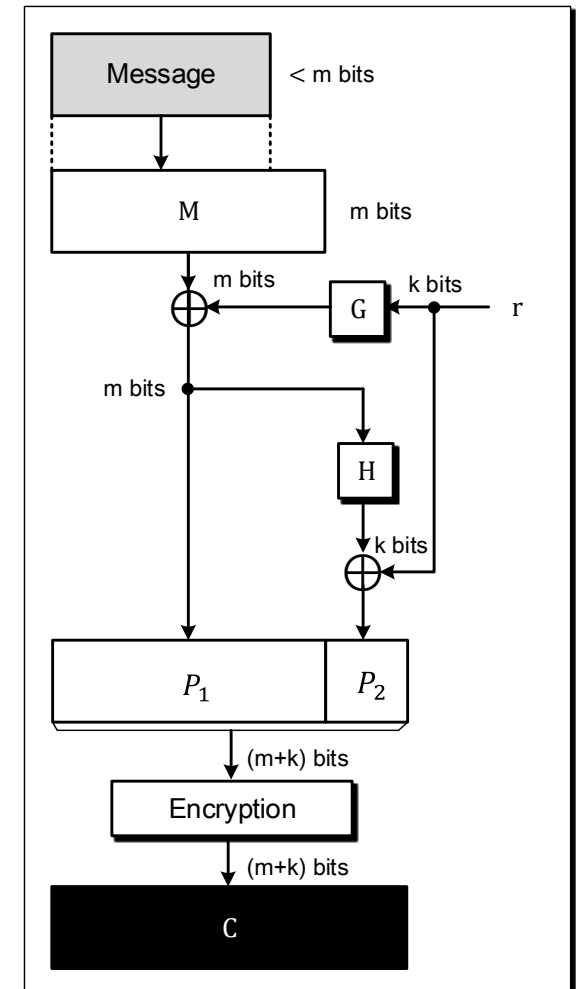 Message
< m bits
M
m bits
m bits
k bits
G
r
m bits
H
k bits
P₁
P₂
(m+k) bits
Encryption
(m+k) bits
C